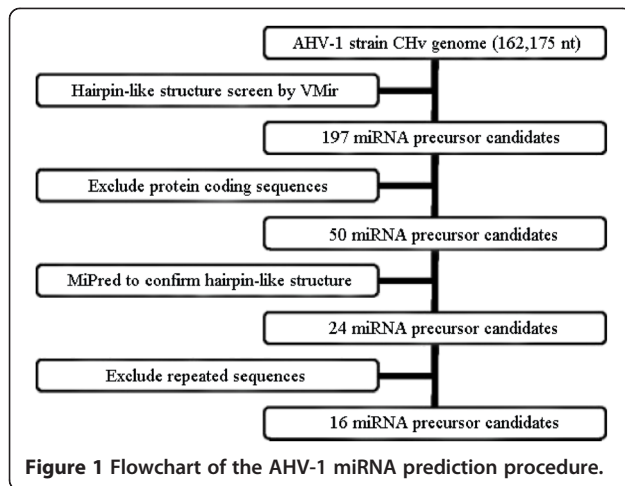 AHV-1 strain CHv genome (162,175 nt)
Hairpin-like structure screen by VMir
197 miRNA precursor candidates
Exclude protein coding sequences
50 miRNA precursor candidates
MiPred to confirm hairpin-like structure
24 miRNA precursor candidates
Exclude repeated sequences
16 miRNA precursor candidates
Figure 1 Flowchart of the AHV-1 miRNA prediction procedure.